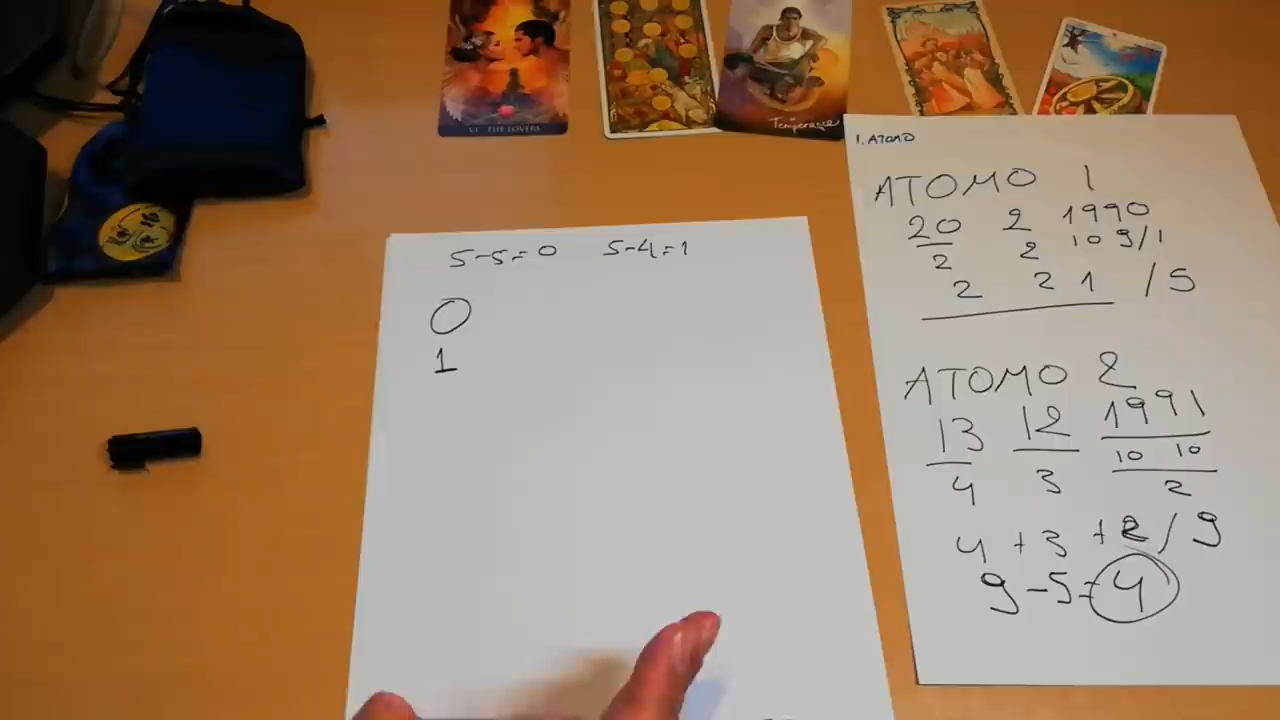 VI THE LOVERS
Temperance
5-5=0 5-4=1
0
1
1. ATOMO
ATOMO 1
20 2 1990
2 2 10 9/1
2 2 1 /5
ATOMO 2
13 12 1991
10 10
4 3 2
4 +3 +2 / 9
9-5=4